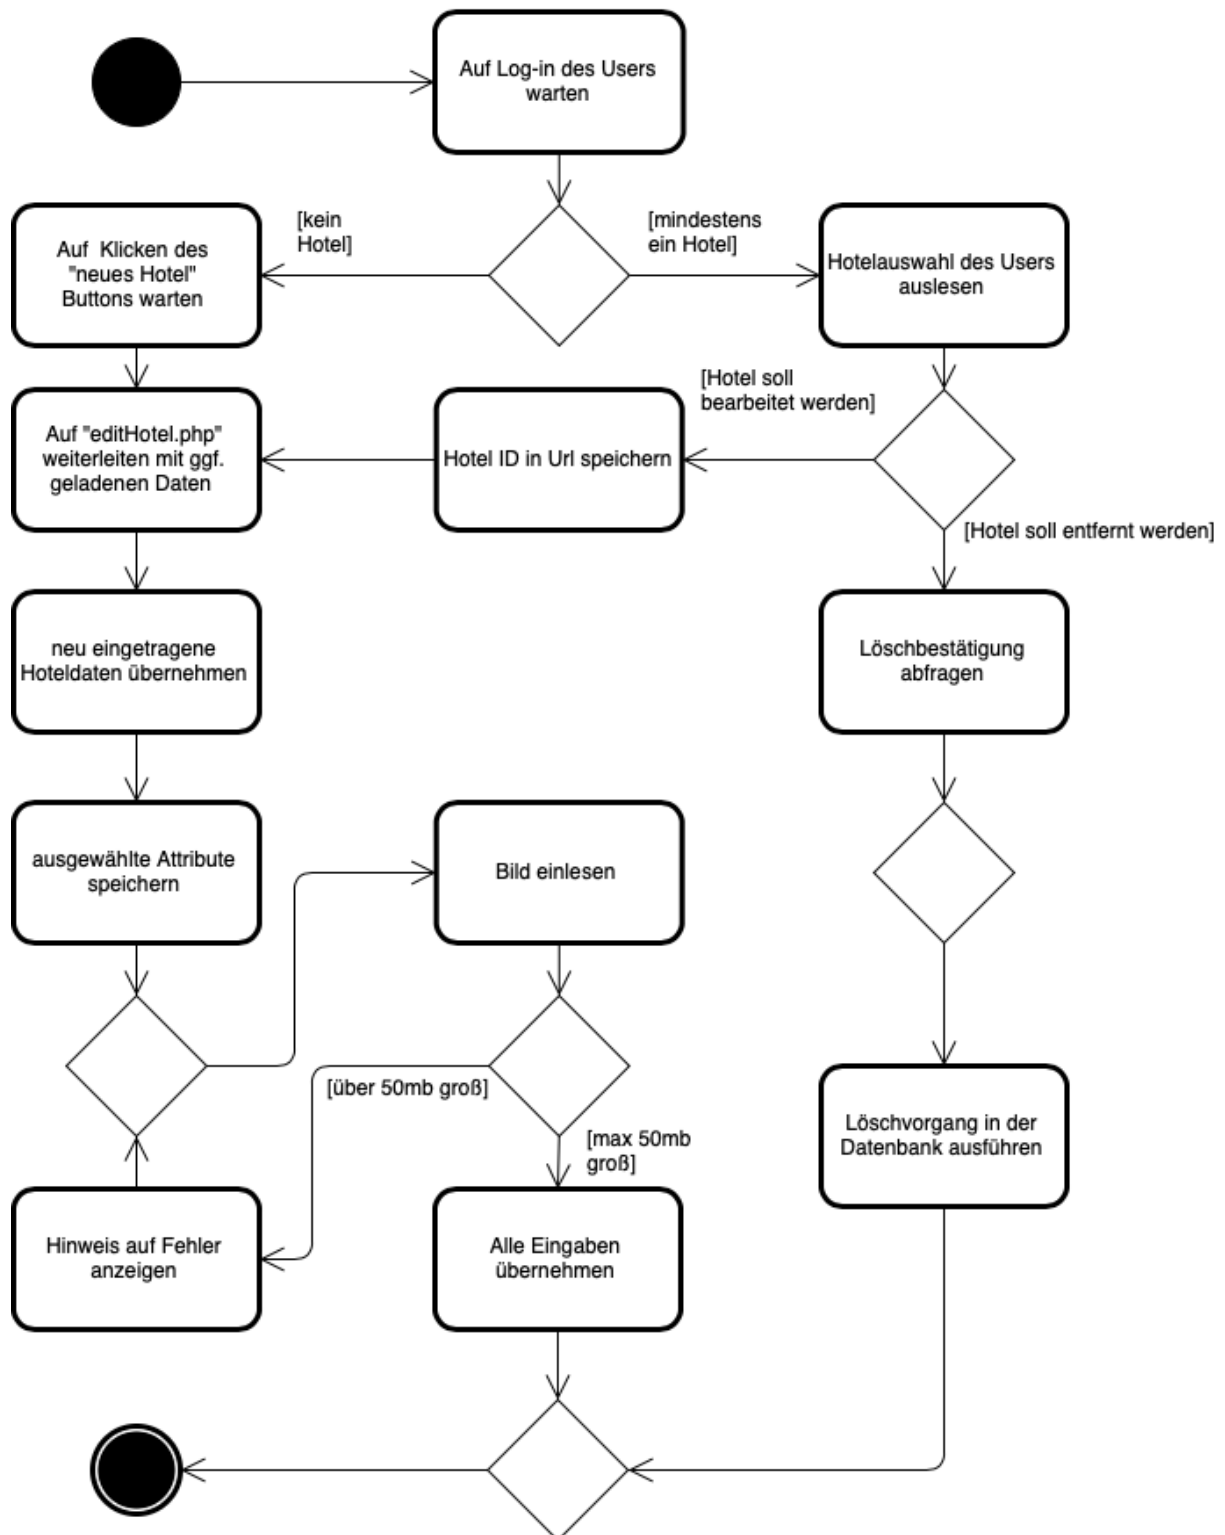 Auf Log-in des Users
warten
[kein
Hotel]
[mindestens
ein Hotel]
Auf  Klicken des
"neues Hotel"
Buttons warten
Hotelauswahl des Users
auslesen
[Hotel soll
bearbeitet werden]
Auf "editHotel.php"
weiterleiten mit ggf.
geladenen Daten
Hotel ID in Url speichern
[Hotel soll entfernt werden]
neu eingetragene
Hoteldaten übernehmen
Löschbestätigung
abfragen
ausgewählte Attribute
speichern
Bild einlesen
[über 50mb groß]
[max 50mb
groß]
Löschvorgang in der
Datenbank ausführen
Hinweis auf Fehler
anzeigen
Alle Eingaben
übernehmen